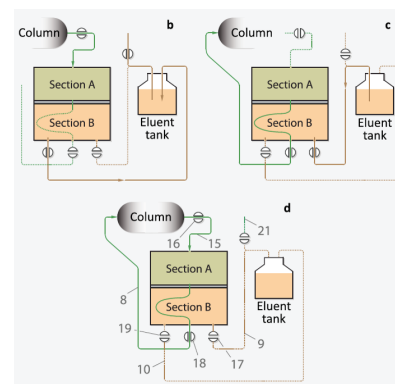 b
Column
Section A
Section B
Eluent
tank
c
Column
Section A
Section B
Eluent
tank
d
Column
21
16
15
Section A
8
Section B
Eluent
tank
19
18
17
9
10